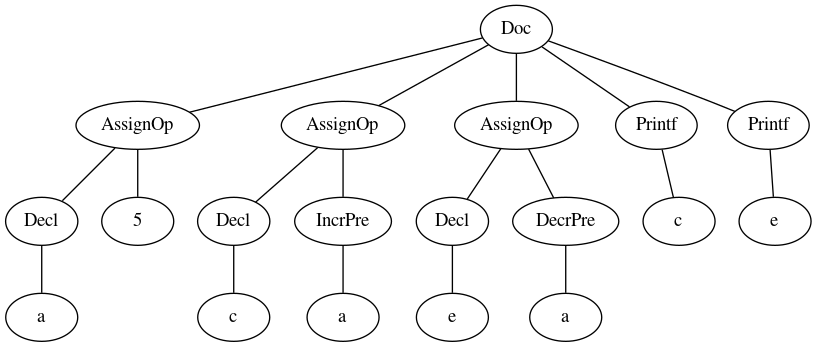 Doc
AssignOp AssignOp AssignOp Printf Printf
Decl 5 Decl IncrPre Decl DecrPre c e
a c a e a